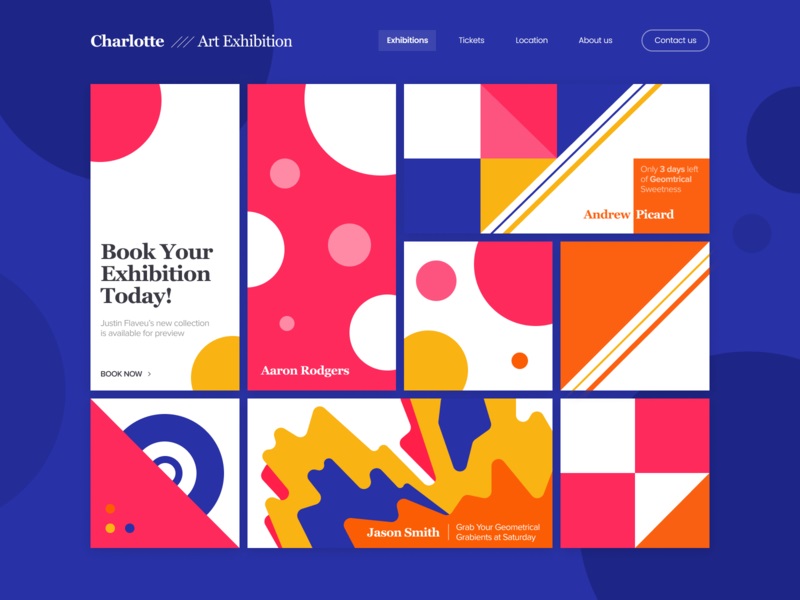 Charlotte /// Art Exhibition
Exhibitions
Tickets
Location
About us
Contact us
Book Your
Exhibition
Today!
Justin Flaveu's new collection
is available for preview
BOOK NOW >
Aaron Rodgers
Only 3 days left
of Geomtrical
Sweetness
Andrew Picard
Jason Smith
Grab Your Geometrical
Grabients at Saturday